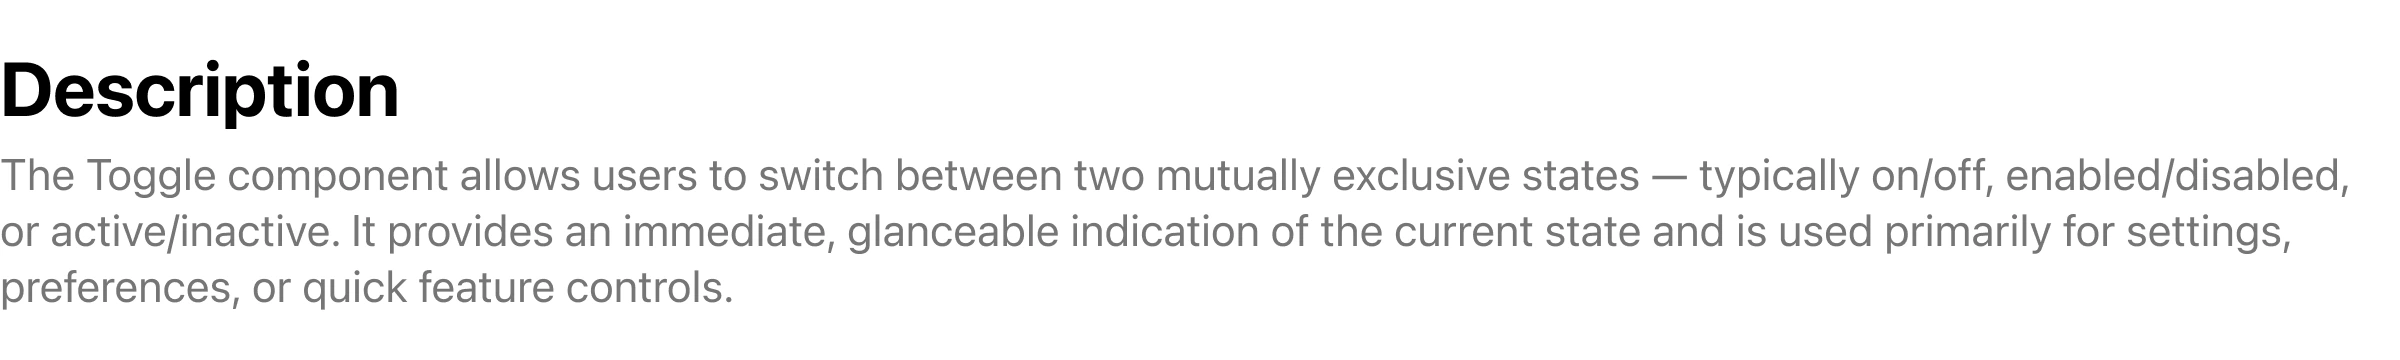 Description
The Toggle component allows users to switch between two mutually exclusive states — typically on/off, enabled/disabled,
or active/inactive. It provides an immediate, glanceable indication of the current state and is used primarily for settings,
preferences, or quick feature controls.